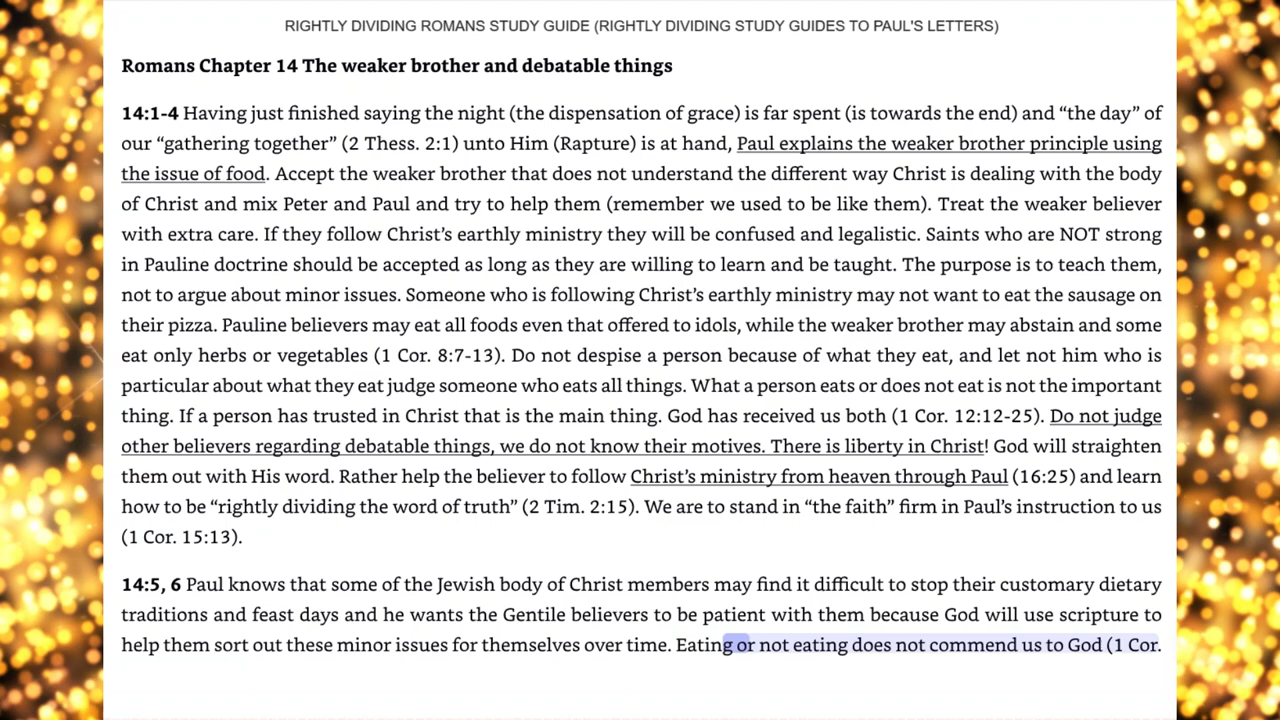 RIGHTLY DIVIDING ROMANS STUDY GUIDE (RIGHTLY DIVIDING STUDY GUIDES TO PAUL'S LETTERS)
Romans Chapter 14 The weaker brother and debatable things
14:1-4 Having just finished saying the night (the dispensation of grace) is far spent (is towards the end) and “the day” of
our “gathering together” (2 Thess. 2:1) unto Him (Rapture) is at hand, Paul explains the weaker brother principle using
the issue of food. Accept the weaker brother that does not understand the different way Christ is dealing with the body
of Christ and mix Peter and Paul and try to help them (remember we used to be like them). Treat the weaker believer
with extra care. If they follow Christ’s earthly ministry they will be confused and legalistic. Saints who are NOT strong
in Pauline doctrine should be accepted as long as they are willing to learn and be taught. The purpose is to teach them,
not to argue about minor issues. Someone who is following Christ’s earthly ministry may not want to eat the sausage on
their pizza. Pauline believers may eat all foods even that offered to idols, while the weaker brother may abstain and some
eat only herbs or vegetables (1 Cor. 8:7-13). Do not despise a person because of what they eat, and let not him who is
particular about what they eat judge someone who eats all things. What a person eats or does not eat is not the important
thing. If a person has trusted in Christ that is the main thing. God has received us both (1 Cor. 12:12-25). Do not judge
other believers regarding debatable things, we do not know their motives. There is liberty in Christ! God will straighten
them out with His word. Rather help the believer to follow Christ’s ministry from heaven through Paul (16:25) and learn
how to be “rightly dividing the word of truth” (2 Tim. 2:15). We are to stand in “the faith” firm in Paul’s instruction to us
(1 Cor. 15:13).
14:5, 6 Paul knows that some of the Jewish body of Christ members may find it difficult to stop their customary dietary
traditions and feast days and he wants the Gentile believers to be patient with them because God will use scripture to
help them sort out these minor issues for themselves over time. Eating or not eating does not commend us to God (1 Cor.